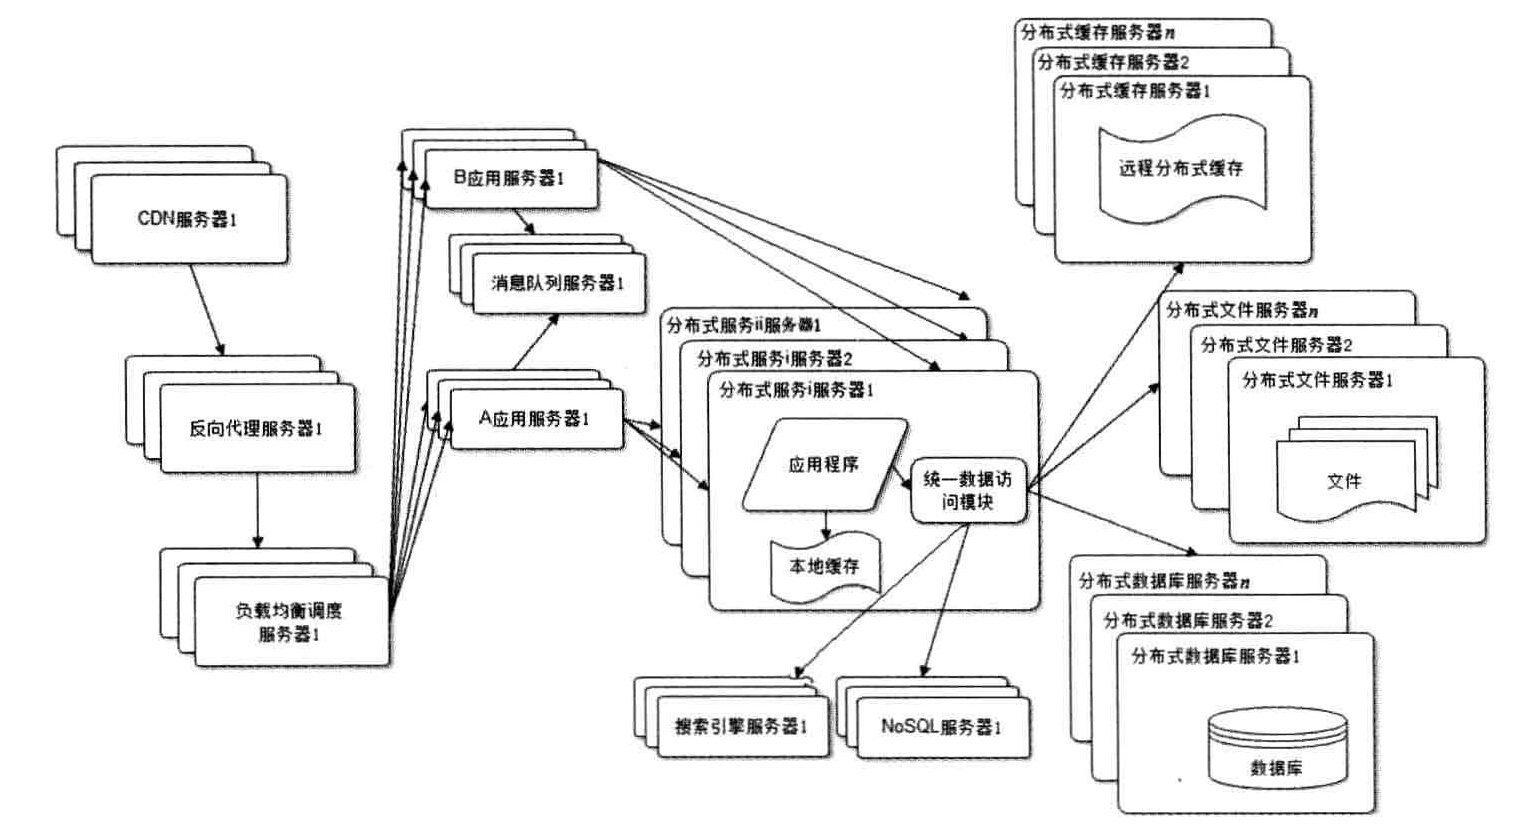 分布式缓存服务器n
分布式缓存服务器2
分布式缓存服务器1
远程分布式缓存
B应用服务器1
CDN服务器1
消息队列服务器1
分布式服务ii服务器1
分布式服务i服务器2
分布式服务i服务器1
分布式文件服务器n
分布式文件服务器2
分布式文件服务器1
文件
A应用服务器1
反向代理服务器1
应用程序
统一数据访
问模块
本地缓存
负载均衡调度
服务器1
分布式数据库服务器n
分布式数据库服务器2
分布式数据库服务器1
数据库
搜索引擎服务器1
NoSQL服务器1